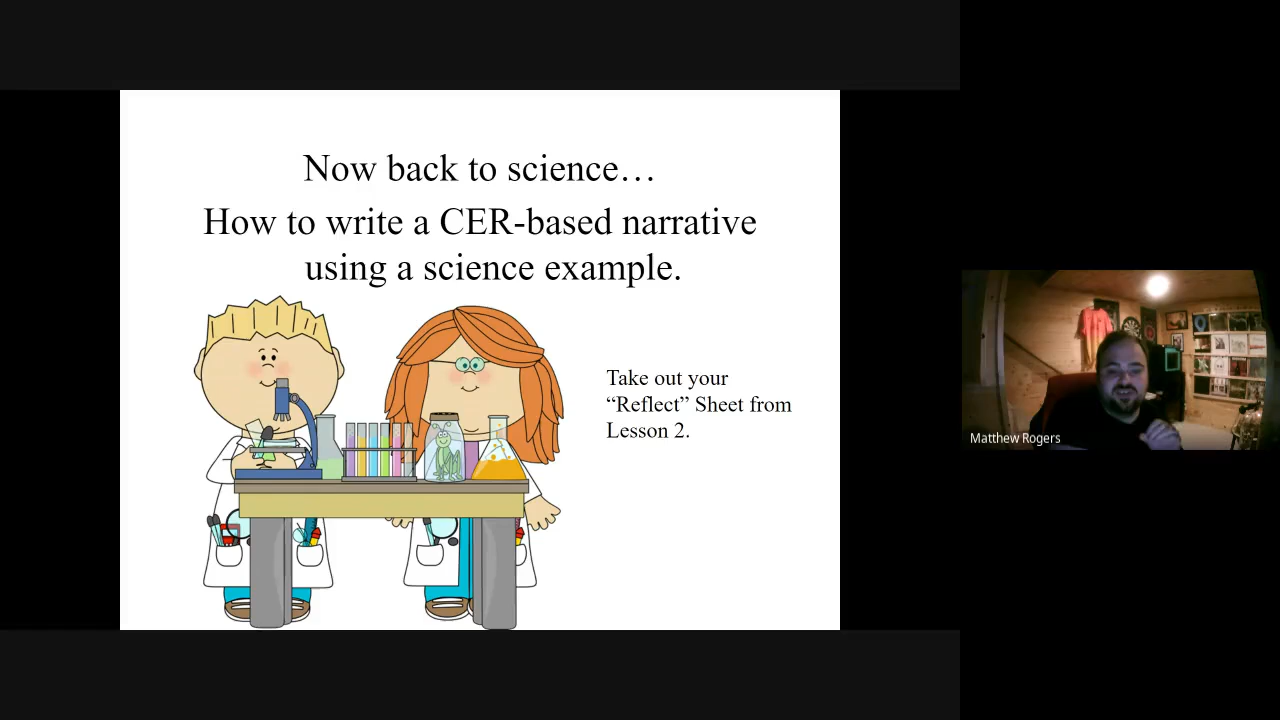 Now back to science…
How to write a CER-based narrative
using a science example.
Take out your
“Reflect” Sheet from
Lesson 2.
Matthew Rogers